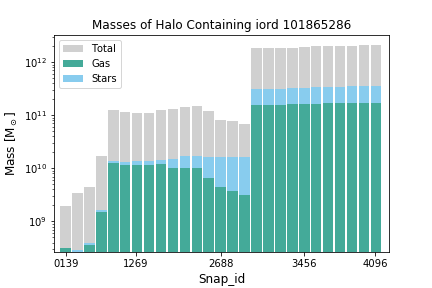 Masses of Halo Containing iord 101865286
Total
Gas
Stars
Mass [M⊙]
10¹²
10¹¹
10¹⁰
10⁹
0139 1269 2688 3456 4096
Snap_id